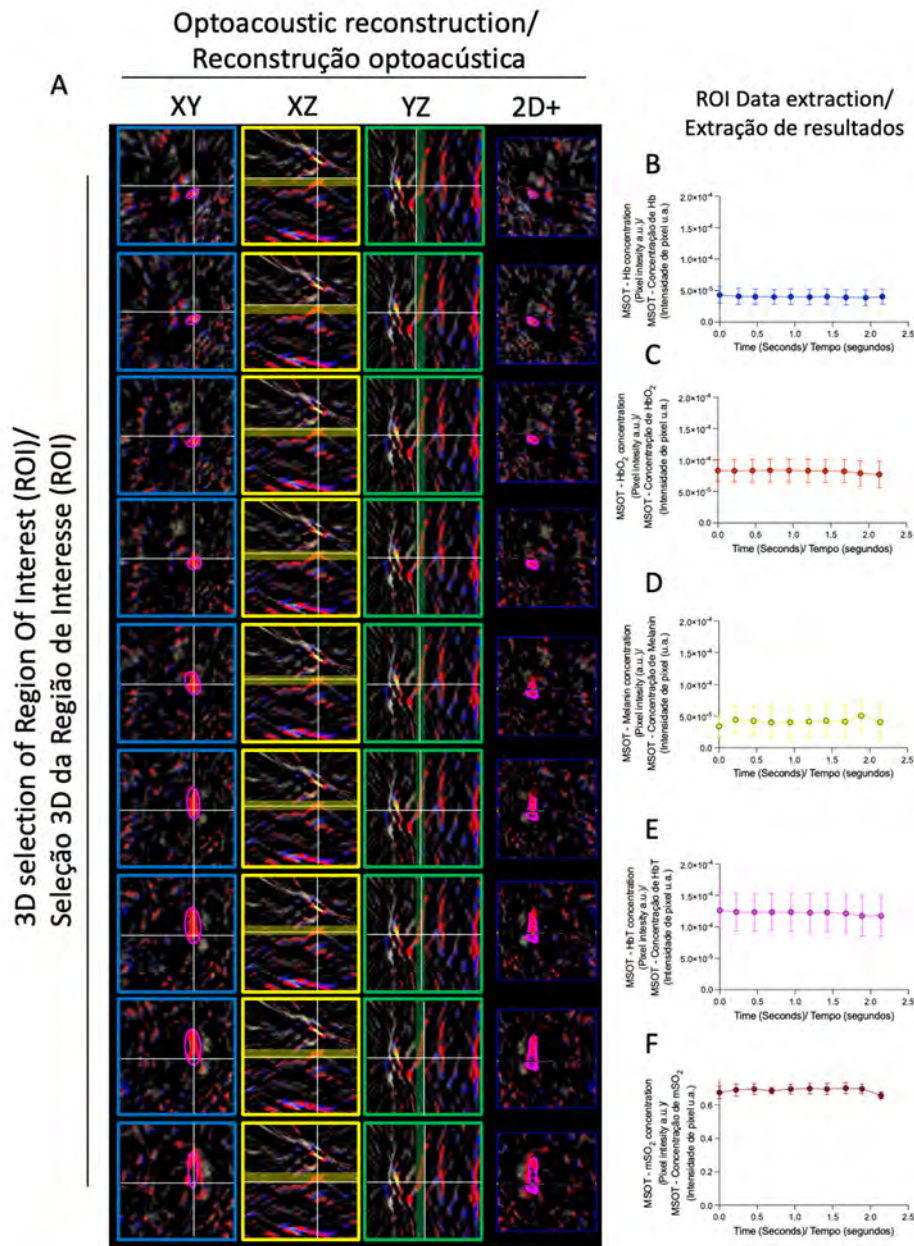 Optoacoustic reconstruction/
Reconstrução optoacústica
A
XY XZ YZ 2D+
3D selection of Region Of Interest (ROI)/
Seleção 3D da Região de Interesse (ROI)
ROI Data extraction/
Extração de resultados
B
MSOT - Hb concentration
(Pixel intesity a.u.)/
MSOT - Concentração de Hb
(Intensidade de pixel u.a.)
2.0×10⁻⁴
1.5×10⁻⁴
1.0×10⁻⁴
5.0×10⁻⁵
0.0
0.0 0.5 1.0 1.5 2.0 2.5
Time (Seconds)/ Tempo (segundos)
C
MSOT - HbO₂ concentration
(Pixel intesity a.u.)/
MSOT - Concentração de HbO₂
(Intensidade de pixel u.a.)
2.0×10⁻⁴
1.5×10⁻⁴
1.0×10⁻⁴
5.0×10⁻⁵
0.0
0.0 0.5 1.0 1.5 2.0 2.5
Time (Seconds)/ Tempo (segundos)
D
MSOT - Melanin concentration
(Pixel intesity (a.u.)/
MSOT - Concentração de Melanin
(Intensidade de pixel (u.a.)
2.0×10⁻⁴
1.5×10⁻⁴
1.0×10⁻⁴
5.0×10⁻⁵
0.0
0.0 0.5 1.0 1.5 2.0 2.5
Time (Seconds)/ Tempo (segundos)
E
MSOT - HbT concentration
(Pixel intesity a.u.)/
MSOT - Concentração de HbT
(Intensidade de pixel u.a.)
2.0×10⁻⁴
1.5×10⁻⁴
1.0×10⁻⁴
5.0×10⁻⁵
0.0
0.0 0.5 1.0 1.5 2.0 2.5
Time (Seconds)/ Tempo (segundos)
F
MSOT - mSO₂ concentration
(Pixel intesity a.u.)/
MSOT - Concentração de mSO₂
(Intensidade de pixel u.a.)
0.6
0.4
0.2
0.0
0.0 0.5 1.0 1.5 2.0 2.5
Time (Seconds)/ Tempo (segundos)